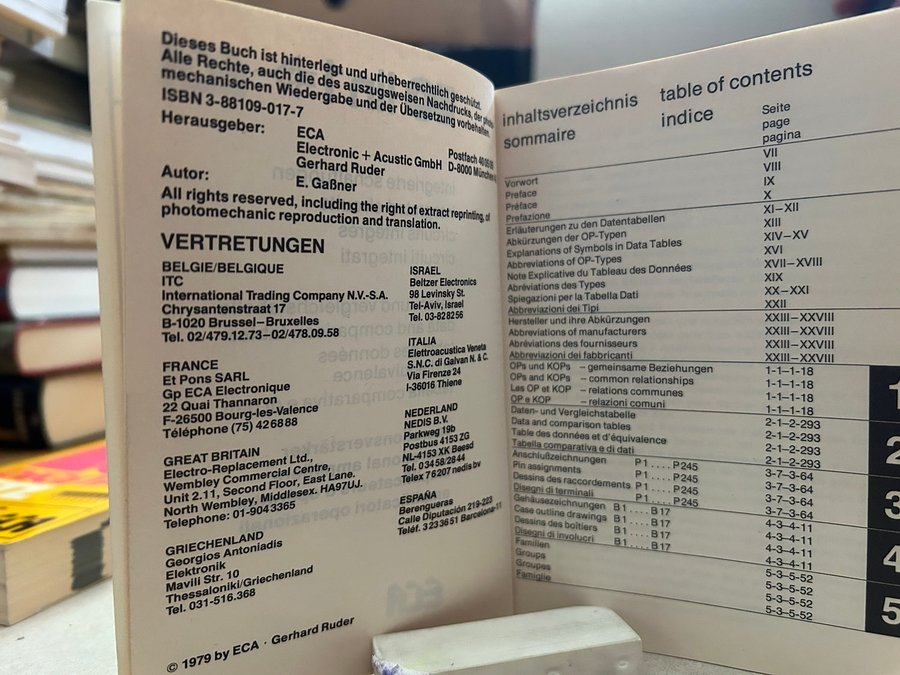 Dieses Buch ist hinterlegt und urheberrechtlich geschützt.
Alle Rechte, auch die des auszugsweisen Nachdrucks, der
mechanischen Wiedergabe und der Übersetzung vorbehalten.
ISBN 3-88109-017-7
Herausgeber:
ECA
Electronic + Acustic GmbH Postfach
Gerhard Ruder D-8000 München
Autor: E. Gaßner
All rights reserved, including the right of extract reprinting, of
photomechanic reproduction and translation.
VERTRETUNGEN
BELGIE/BELGIQUE
ITC
International Trading Company N.V.-S.A.
Chrysantenstraat 17
B-1020 Brussel–Bruxelles
Tel. 02/479.12.73–02/478.09.58
FRANCE
Et Pons SARL
Gp ECA Electronique
22 Quai Thannaron
F-26500 Bourg-les-Valence
Téléphone (75) 426888
GREAT BRITAIN
Electro-Replacement Ltd.,
Wembley Commercial Centre,
Unit 2.11, Second Floor, East Lane.
North Wembley, Middlesex. HA97UJ.
Telephone: 01-904 3365
GRIECHENLAND
Georgios Antoniadis
Elektronik
Mavili Str. 10
Thessaloniki/Griechenland
Tel. 031-516.368
ISRAEL
Beltzer Electronics
98 Levinsky St.
Tel-Aviv, Israel
Tel. 03-828256
ITALIA
Elettroacustica Veneta
S.N.C. di Galvan N. & C.
Via Firenze 24
I-36016 Thiene
NEDERLAND
NEDIS B.V.
Parkweg 19b
Postbus 4153 ZG
NL-4153 XK Beesd
Tel. 03458/2844
Telex 76207 nedis bv
ESPAÑA
Berengueras
Calle Diputación 219-223
Teléf. 3233651 Barcelona-11
© 1979 by ECA · Gerhard Ruder
inhaltsverzeichnis table of contents
sommaire indice
Seite
page
pagina
Vorwort VII
Preface VIII
Préface IX
Prefazione X
Erläuterungen zu den Datentabellen XI–XII
Abkürzungen der OP-Typen XIII
Explanations of Symbols in Data Tables XIV–XV
Abbreviations of OP-Types XVI
Note Explicative du Tableau des Données XVII–XVIII
Abréviations des Types XIX
Spiegazioni per la Tabella Dati XX–XXI
Abbreviazioni dei Tipi XXII
Hersteller und ihre Abkürzungen XXIII–XXVIII
Abbreviations of manufacturers XXIII–XXVIII
Abéviations des fournisseurs XXIII–XXVIII
Abbreviazioni dei fabbricanti XXIII–XXVIII
OPs und KOPs – gemeinsame Beziehungen 1-1-1-18
OPs and KOPs – common relationships 1-1-1-18
Les OP et KOP – relations communes 1-1-1-18
OP e KOP – relazioni comuni 1-1-1-18
Daten- und Vergleichstabelle 2-1-2-293
Data and comparison tables 2-1-2-293
Table des données et d'équivalence 2-1-2-293
Tabella comparativa e di dati 2-1-2-293
Anschlußzeichnungen P1 .... P245 3-7-3-64
Pin assignments P1 .... P245 3-7-3-64
Dessins des raccordements P1 .... P245 3-7-3-64
Disegni di terminali P1 .... P245 3-7-3-64
Gehäusezeichnungen B1 .... B17 4-3-4-11
Case outline drawings B1 .... B17 4-3-4-11
Dessins des boîtiers B1 .... B17 4-3-4-11
Disegni di involucri B1 .... B17 4-3-4-11
Familien 5-3-5-52
Groups 5-3-5-52
Groupes 5-3-5-52
Famiglie 5-3-5-52
1
2
3
4
5